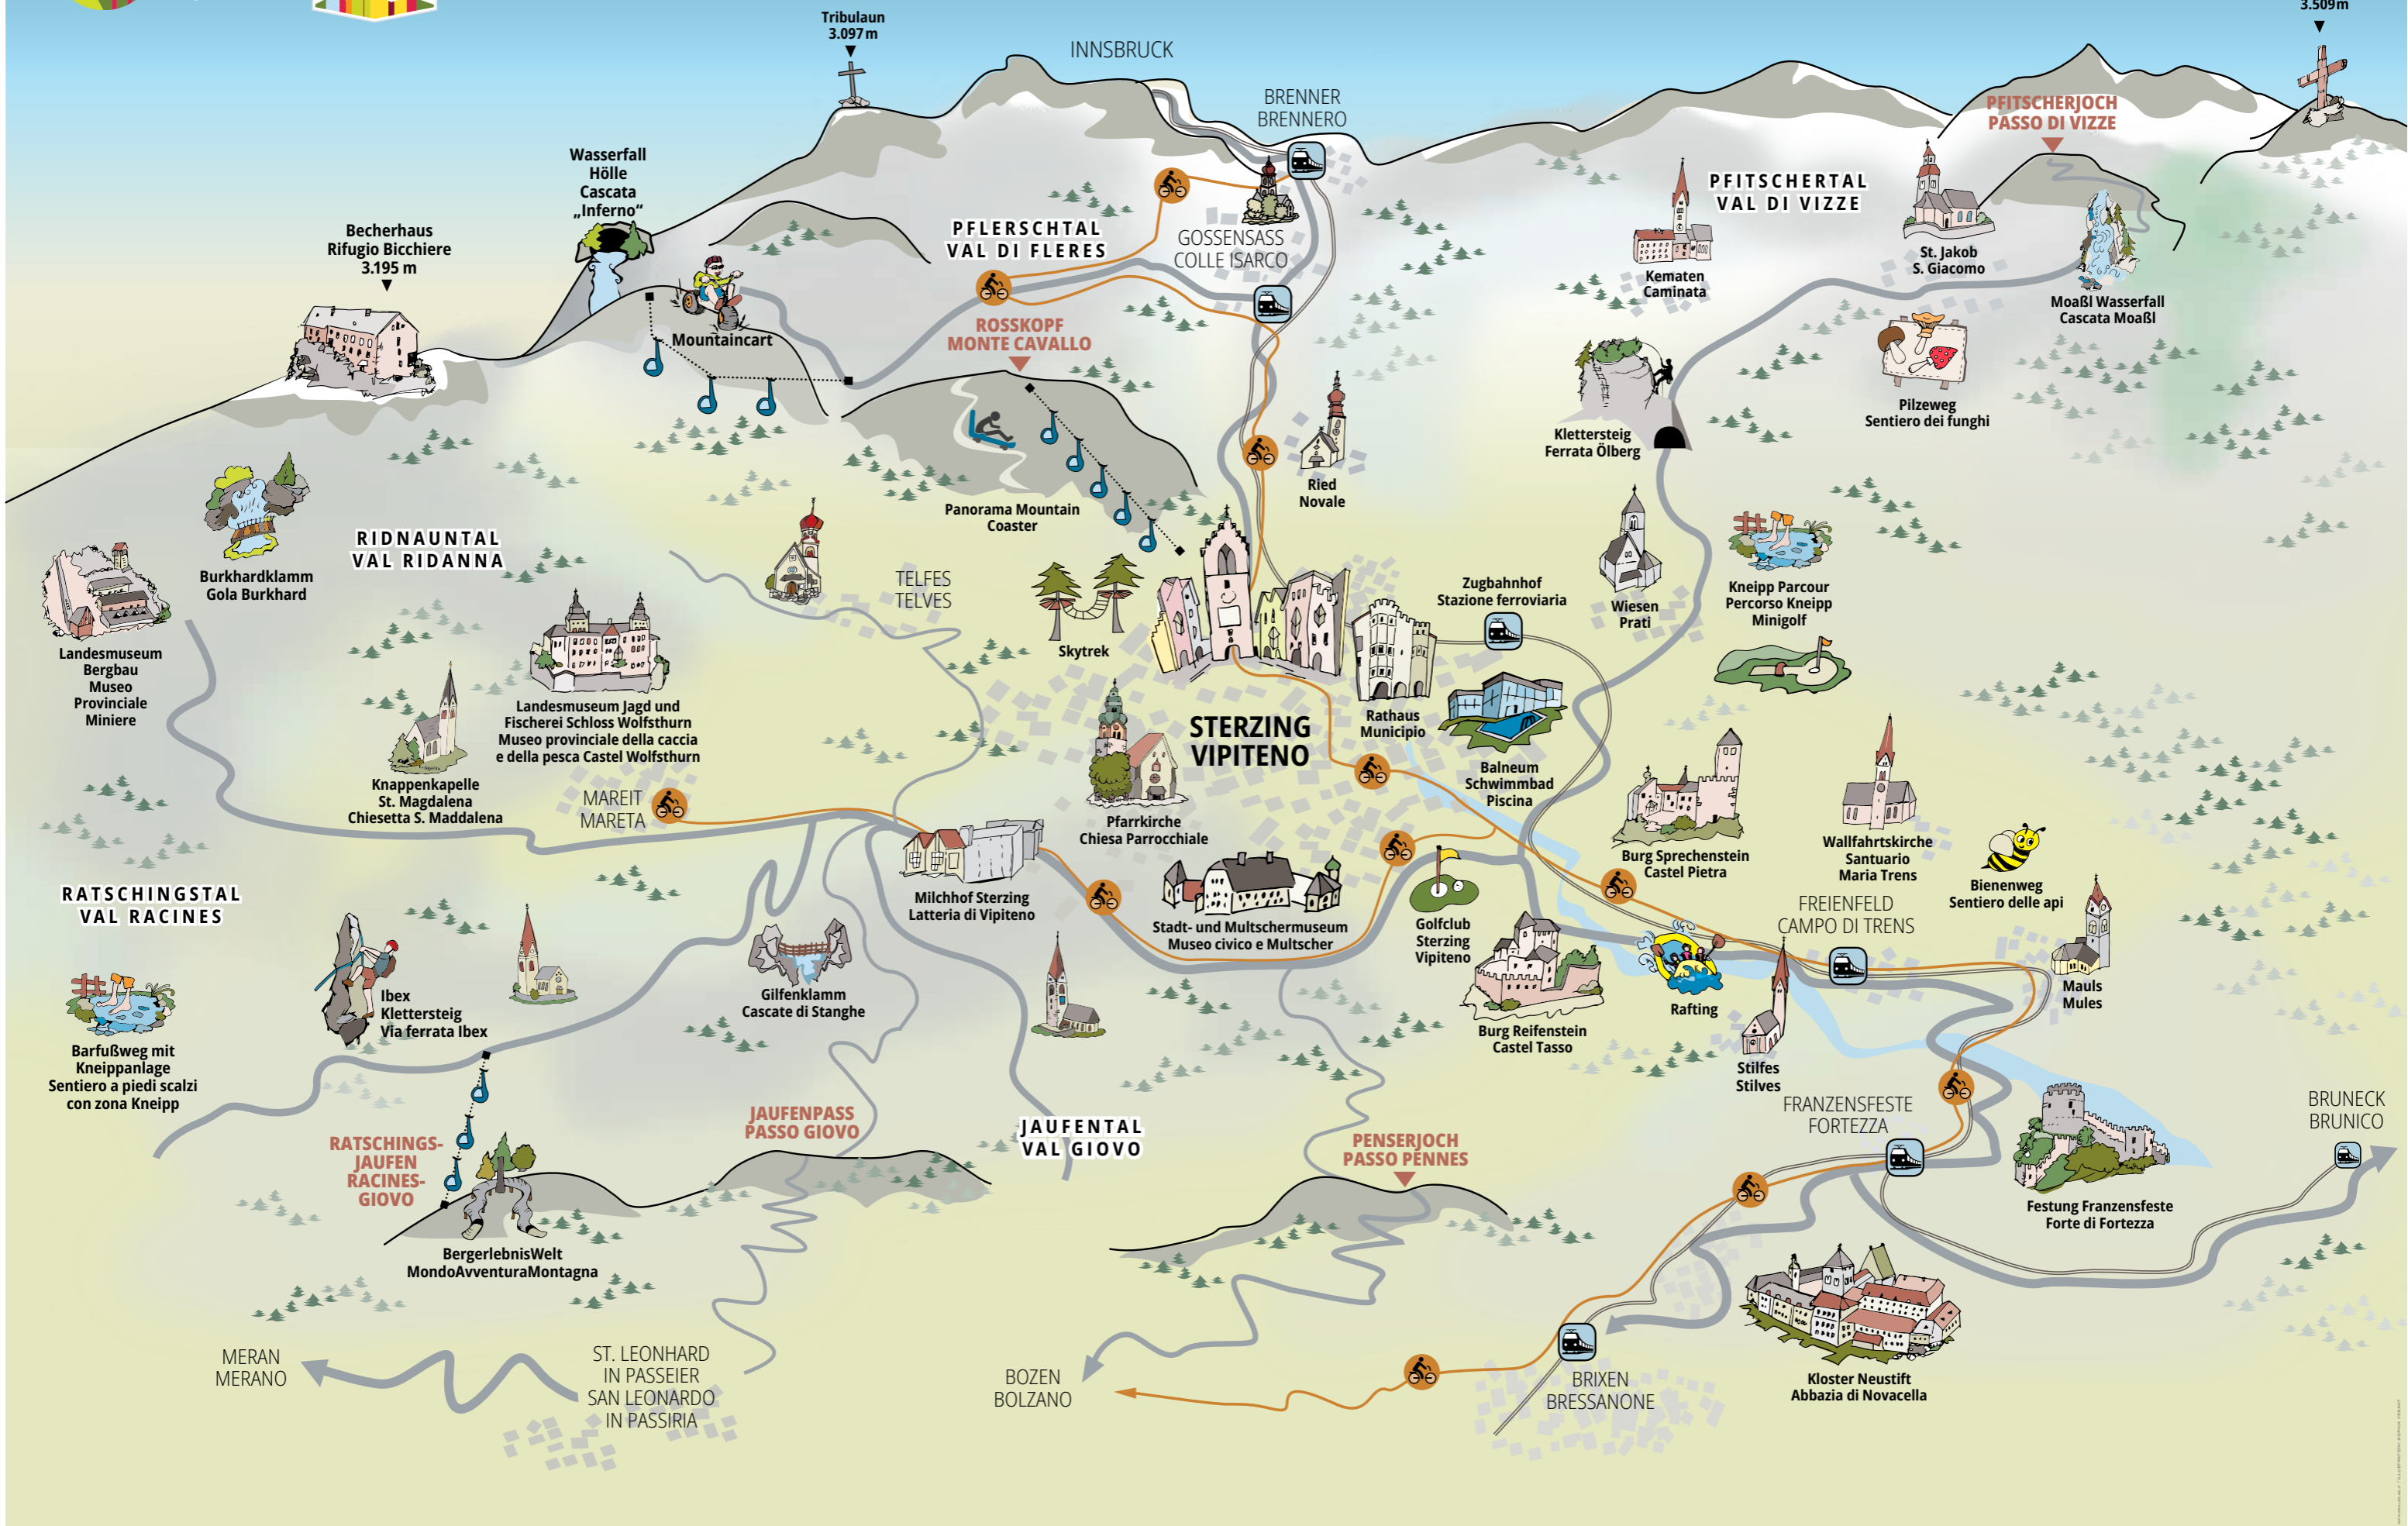 3.509m
Tribulaun
3.097m
INNSBRUCK
BRENNER
BRENNERO
PFITSCHERJOCH
PASSO DI VIZZE
Wasserfall
Hölle
Cascata
„Inferno“
PFITSCHERTAL
VAL DI VIZZE
Becherhaus
Rifugio Bicchiere
3.195 m
PFLERSCHTAL
VAL DI FLERES
GOSSENSASS
COLLE ISARCO
St. Jakob
S. Giacomo
Kematen
Caminata
Moaßl Wasserfall
Cascata Moaßl
Mountaincart
ROSSKOPF
MONTE CAVALLO
Pilzeweg
Sentiero dei funghi
Klettersteig
Ferrata Ölberg
Ried
Novale
Panorama Mountain
Coaster
RIDNAUNTAL
VAL RIDANNA
Burkhardklamm
Gola Burkhard
TELFES
TELVES
Zugbahnhof
Stazione ferroviaria
Wiesen
Prati
Kneipp Parcour
Percorso Kneipp
Minigolf
Landesmuseum
Bergbau
Museo
Provinciale
Miniere
Skytrek
Landesmuseum Jagd und
Fischerei Schloss Wolfsthurn
Museo provinciale della caccia
e della pesca Castel Wolfsthurn
STERZING
VIPITENO
Rathaus
Municipio
Balneum
Schwimmbad
Piscina
Knappenkapelle
St. Magdalena
Chiesetta S. Maddalena
MAREIT
MARETA
Pfarrkirche
Chiesa Parrocchiale
Burg Sprechenstein
Castel Pietra
Wallfahrtskirche
Santuario
Maria Trens
Bienenweg
Sentiero delle api
RATSCHINGSTAL
VAL RACINES
Milchhof Sterzing
Latteria di Vipiteno
Stadt- und Multschermuseum
Museo civico e Multscher
Golfclub
Sterzing
Vipiteno
FREIENFELD
CAMPO DI TRENS
Ibex
Klettersteig
Via ferrata Ibex
Gilfenklamm
Cascate di Stanghe
Rafting
Mauls
Mules
Burg Reifenstein
Castel Tasso
Barfußweg mit
Kneippanlage
Sentiero a piedi scalzi
con zona Kneipp
Stilfes
Stilves
FRANZENSFESTE
FORTEZZA
BRUNECK
BRUNICO
JAUFENPASS
PASSO GIOVO
JAUFENTAL
VAL GIOVO
RATSCHINGS-
JAUFEN
RACINES-
GIOVO
PENSERJOCH
PASSO PENNES
Festung Franzensfeste
Forte di Fortezza
BergerlebnisWelt
MondoAvventuraMontagna
MERAN
MERANO
ST. LEONHARD
IN PASSEIER
SAN LEONARDO
IN PASSIRIA
BOZEN
BOLZANO
BRIXEN
BRESSANONE
Kloster Neustift
Abbazia di Novacella